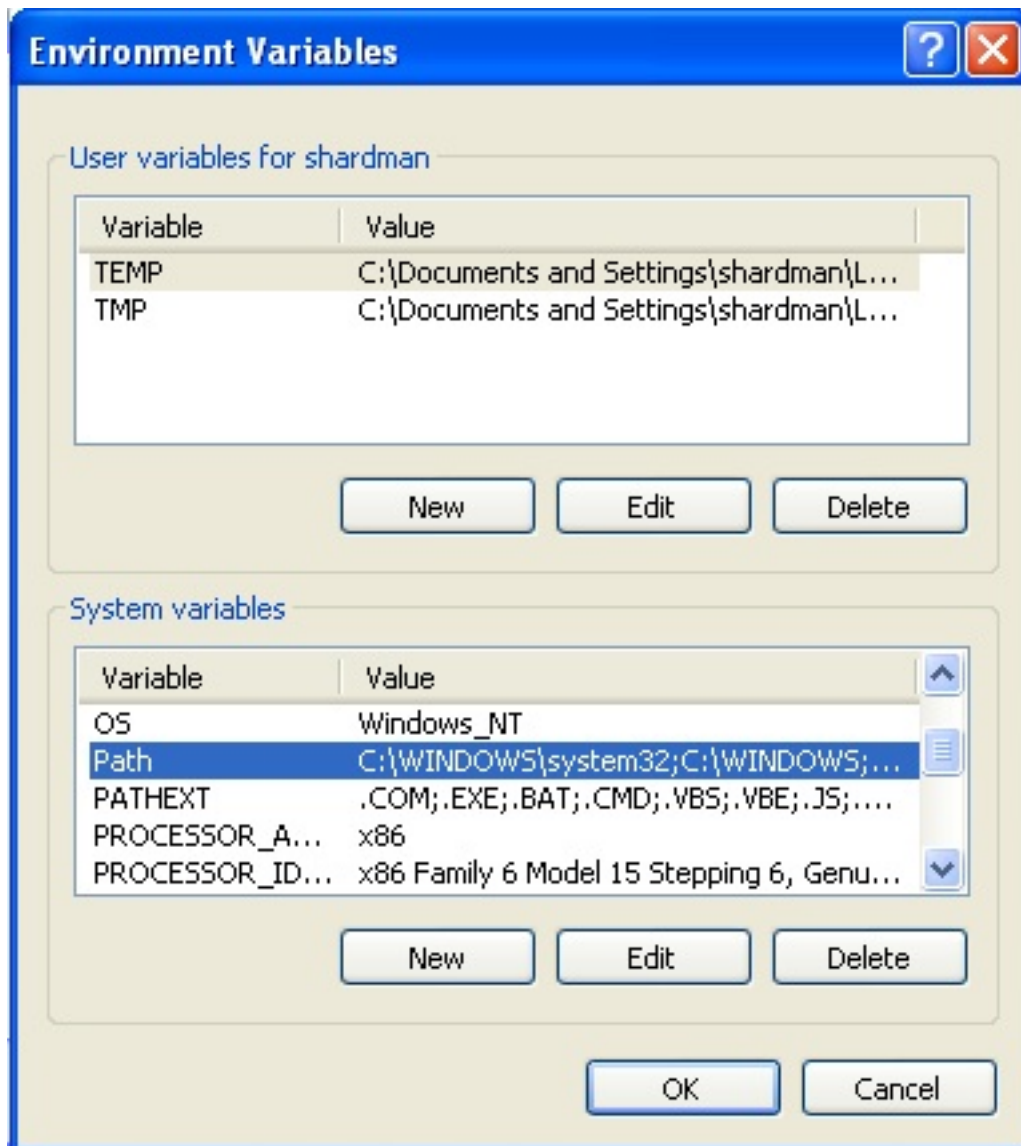 Environment Variables
User variables for shardman
Variable Value
TEMP C:\Documents and Settings\shardman\L...
TMP C:\Documents and Settings\shardman\L...
New Edit Delete
System variables
Variable Value
OS Windows_NT
Path C:\WINDOWS\system32;C:\WINDOWS;...
PATHEXT .COM;.EXE;.BAT;.CMD;.VBS;.VBE;.JS;....
PROCESSOR_A... x86
PROCESSOR_ID... x86 Family 6 Model 15 Stepping 6, Genu...
New Edit Delete
OK Cancel